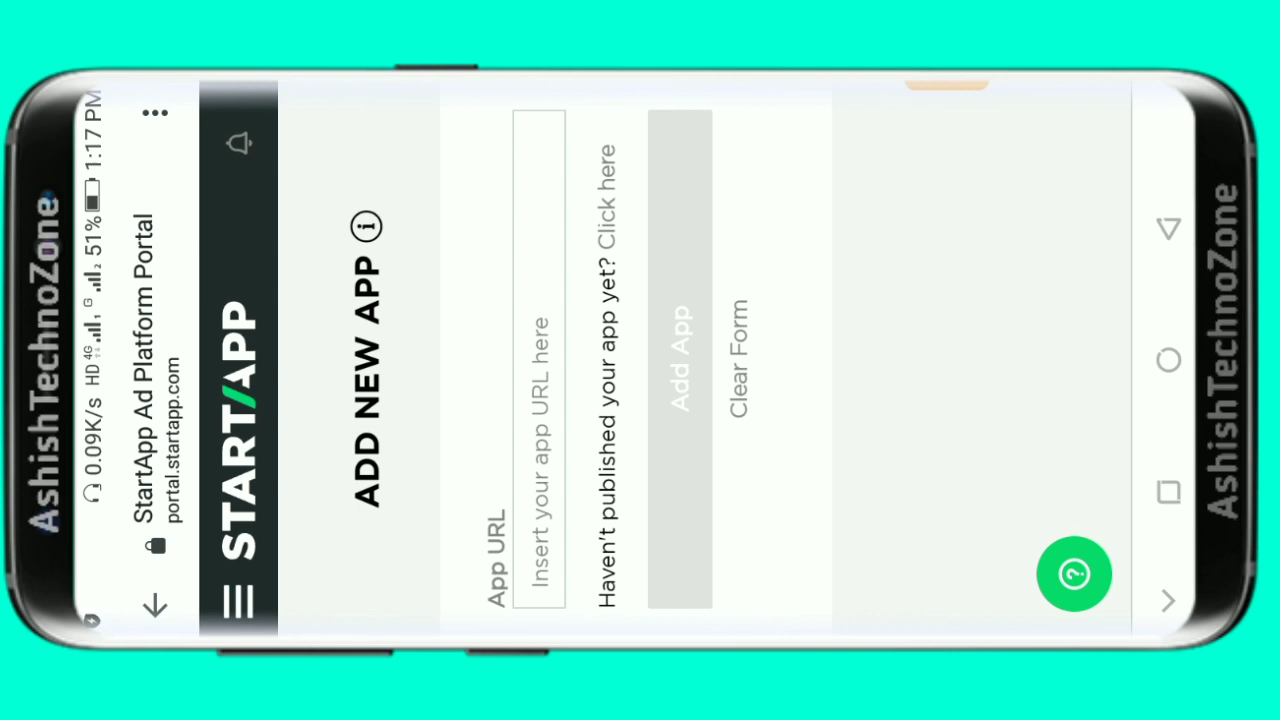 AshishTechnoZone
0.09K/s HD 4G G 2 51% 1:17 PM
StartApp Ad Platform Portal
portal.startapp.com
START/APP
ADD NEW APP
App URL
Insert your app URL here
Haven't published your app yet? Click here
Add App
Clear Form
AshishTechnoZone